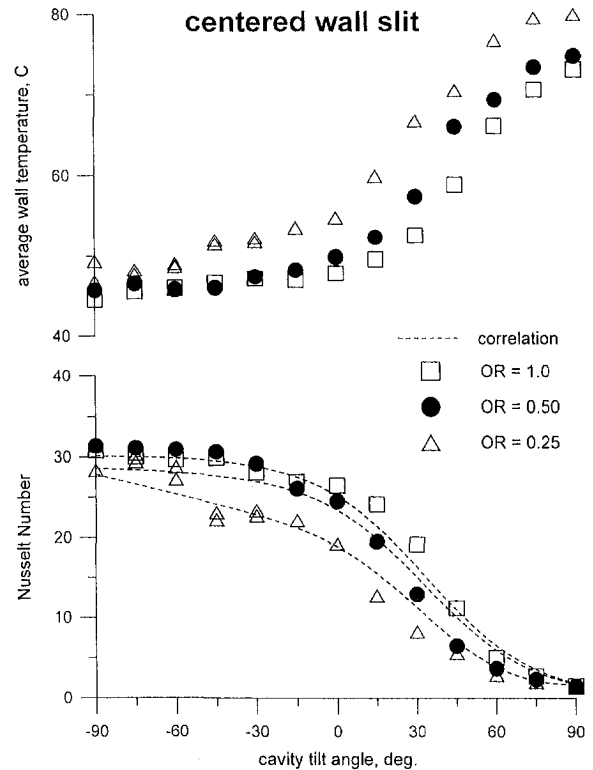 centered wall slit
80
60
40
average wall temperature, C
correlation
OR = 1.0
OR = 0.50
OR = 0.25
40
30
20
10
0
Nusselt Number
-90 -60 -30 0 30 60 90
cavity tilt angle, deg.